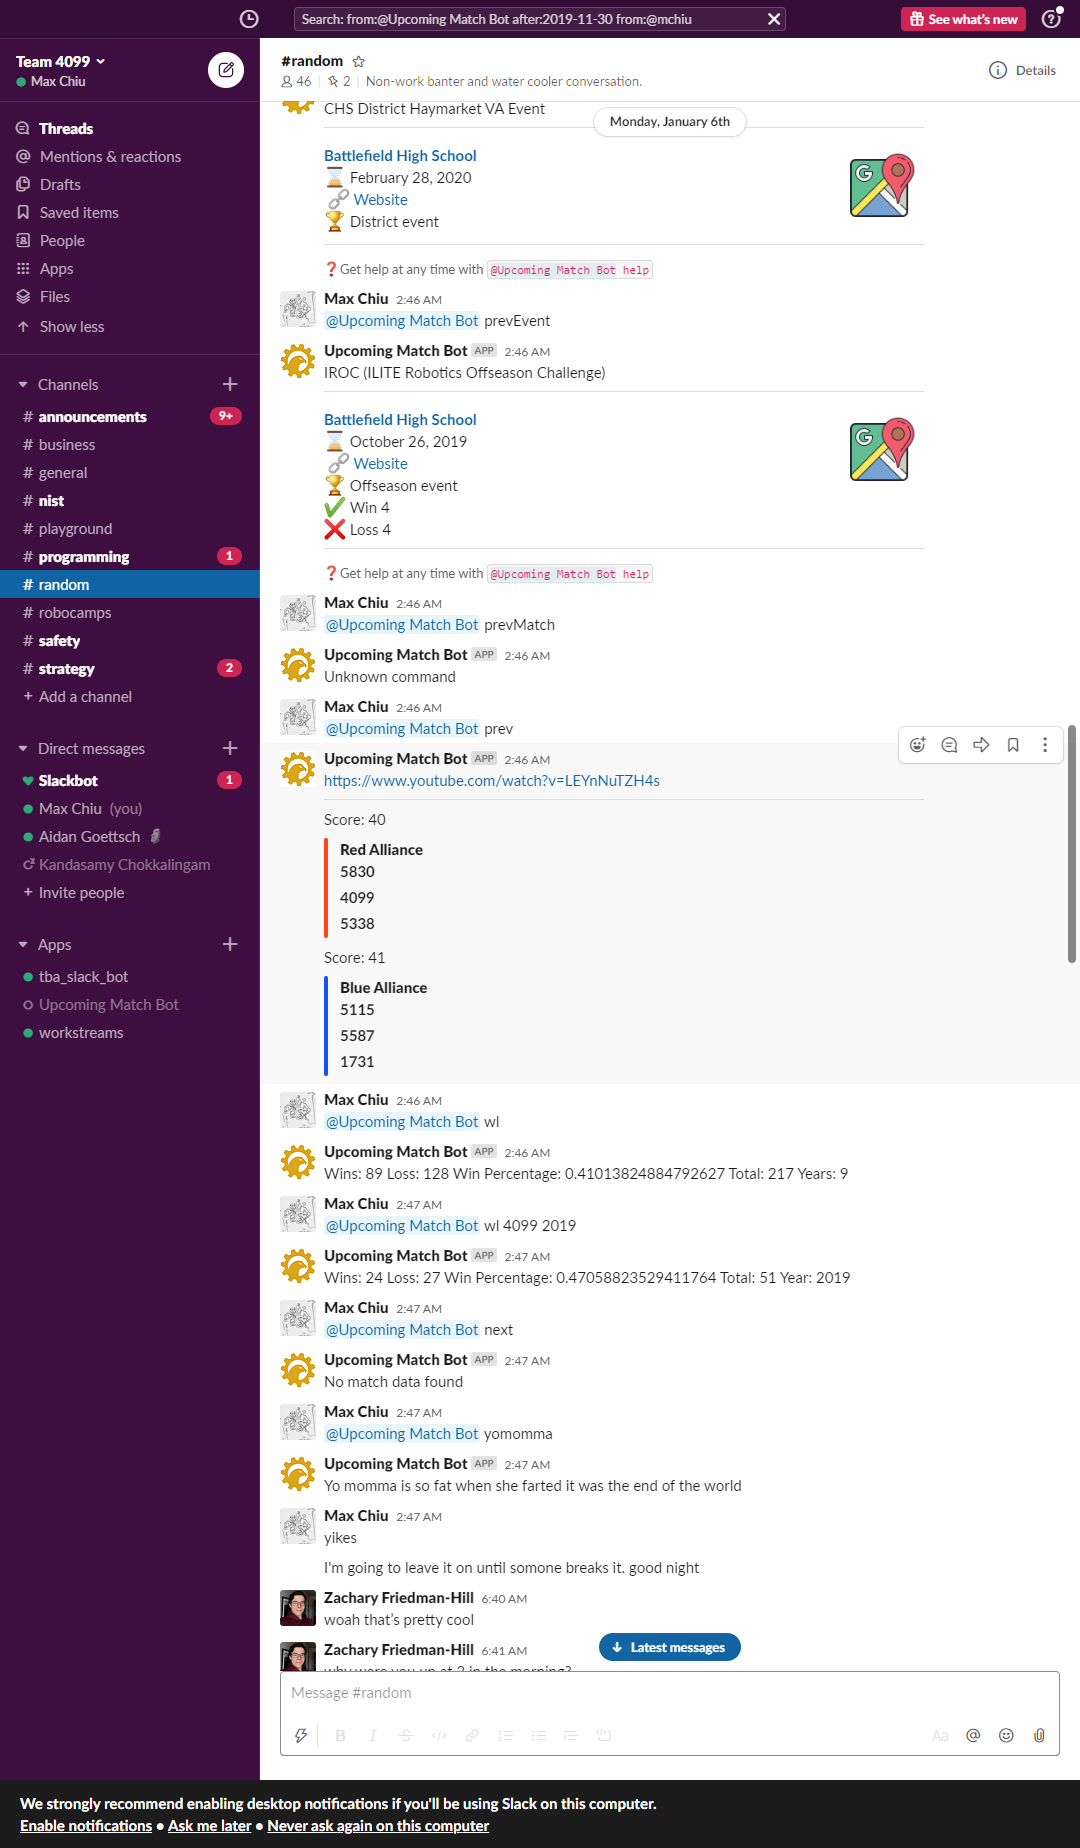 Search: from:@Upcoming Match Bot after:2019-11-30 from:@mchiu
See what's new
Team 4099
Max Chiu
Threads
Mentions & reactions
Drafts
Saved items
People
Apps
Files
Show less
Channels
# announcements 9+
# business
# general
# nist
# playground
# programming 1
# random
# robocamps
# safety
# strategy 2
+ Add a channel
Direct messages
Slackbot 1
Max Chiu (you)
Aidan Goettsch
Kandasamy Chokkalingam
+ Invite people
Apps
tba_slack_bot
Upcoming Match Bot
workstreams
#random
46 | 2 | Non-work banter and water cooler conversation.
Details
CHS District Haymarket VA Event
Monday, January 6th
Battlefield High School
February 28, 2020
Website
District event
G
Get help at any time with @Upcoming Match Bot help
Max Chiu 2:46 AM
@Upcoming Match Bot prevEvent
Upcoming Match Bot APP 2:46 AM
IROC (ILITE Robotics Offseason Challenge)
Battlefield High School
October 26, 2019
Website
Offseason event
Win 4
Loss 4
G
Get help at any time with @Upcoming Match Bot help
Max Chiu 2:46 AM
@Upcoming Match Bot prevMatch
Upcoming Match Bot APP 2:46 AM
Unknown command
Max Chiu 2:46 AM
@Upcoming Match Bot prev
Upcoming Match Bot APP 2:46 AM
https://www.youtube.com/watch?v=LEYnNuTZH4s
Score: 40
Red Alliance
5830
4099
5338
Score: 41
Blue Alliance
5115
5587
1731
Max Chiu 2:46 AM
@Upcoming Match Bot wl
Upcoming Match Bot APP 2:46 AM
Wins: 89 Loss: 128 Win Percentage: 0.41013824884792627 Total: 217 Years: 9
Max Chiu 2:47 AM
@Upcoming Match Bot wl 4099 2019
Upcoming Match Bot APP 2:47 AM
Wins: 24 Loss: 27 Win Percentage: 0.47058823529411764 Total: 51 Year: 2019
Max Chiu 2:47 AM
@Upcoming Match Bot next
Upcoming Match Bot APP 2:47 AM
No match data found
Max Chiu 2:47 AM
@Upcoming Match Bot yomomma
Upcoming Match Bot APP 2:47 AM
Yo momma is so fat when she farted it was the end of the world
Max Chiu 2:47 AM
yikes
I'm going to leave it on until somone breaks it. good night
Zachary Friedman-Hill 6:40 AM
woah that's pretty cool
Zachary Friedman-Hill 6:41 AM
why were you up at 2 in the morning?
Latest messages
Message #random
B I S Aa @
We strongly recommend enabling desktop notifications if you'll be using Slack on this computer.
Enable notifications • Ask me later • Never ask again on this computer